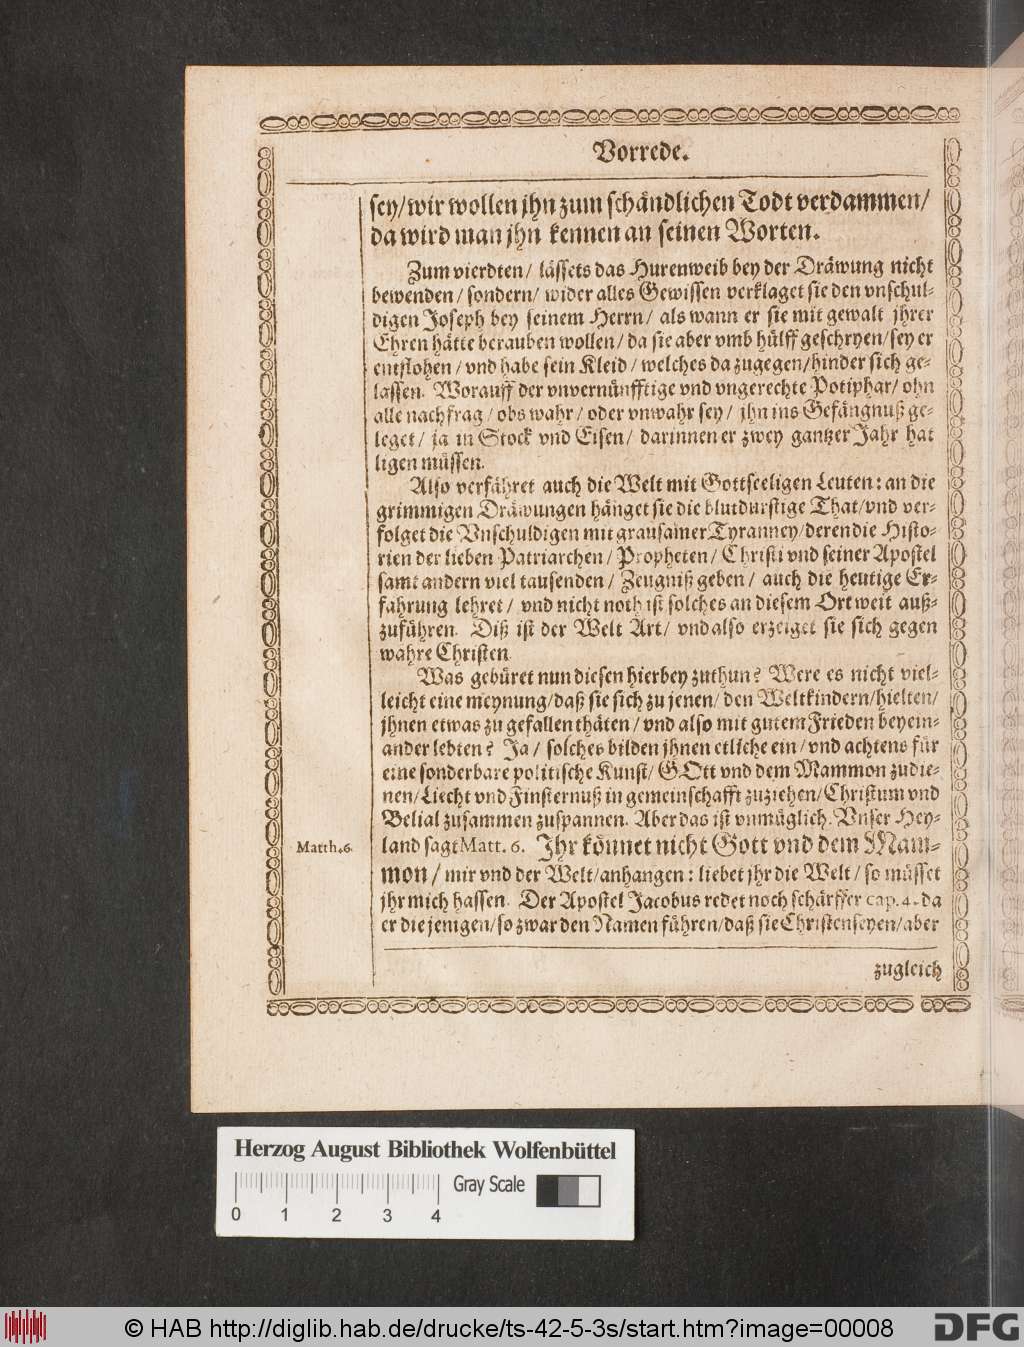 Vorrede.
sey/wir wollen jhn zum schändlichen Todt verdammen/
da wird man jhn kennen an seinen Worten.
Zum vierdten/ lässets das Hurenweib bey der Dräwung nicht
bewenden/ sondern/ wider alles Gewissen verklaget sie den vnschul-
digen Joseph bey seinem Herrn/ als wann er sie mit gewalt jhrer
Ehren hätte berauben wollen/ da sie aber vmb hülff geschryen/sey er
entflohen/ vnd habe sein Kleid/ welches da zugegen/hinder sich ge-
lassen. Worauff der vnvernünfftige vnd vngerechte Potiphar/ ohn
alle nachfrag/ obs wahr/ oder vnwahr sey/ jhn ins Gefängnuß ge-
leget/ ja in Stock vnd Eisen/ darinnen er zwey gantzer Jahr hat
ligen müssen.
Also verfähret auch die Welt mit Gottseeligen Leuten: an die
grimmigen Dräwungen hänget sie die blutdurstige That/vnd ver-
folget die Vnschuldigen mit grausamer Tyranney/deren die Histo-
rien der lieben Patriarchen/ Propheten/ Christi vnd seiner Apostel
samt andern viel tausenden/ Zeugniß geben/ auch die heutige Er-
fahrung lehret/ vnd nicht noth ist solches an diesem Ort weit auß-
zuführen. Diß ist der Welt Art/ vnd also erzeiget sie sich gegen
wahre Christen
Was gebüret nun diesen hierbey zuthun? Were es nicht viel-
leicht eine meynung/daß sie sich zu jenen/ den Weltkindern/hielten/
jhnen etwas zu gefallen thäten/ vnd also mit gutem Frieden beyein-
ander lebten? Ja/ solches bilden jhnen etliche ein/vnd achtens für
eine sonderbare politische Kunst/ GOtt vnd dem Mammon zudie-
nen/Liecht vnd Finsternuß in gemeinschafft zuziehen/Christum vnd
Belial zusammen zuspannen. Aber das ist vnmüglich. Vnser Hey-
Matth.6. land sagt Matt. 6. Ihr könnet nicht Gott vnd dem Mam-
mon/ mir vnd der Welt/anhangen: liebet jhr die Welt/ so müsset
jhr mich hassen. Der Apostel Jacobus redet noch schärffer cap. 4. da
er die jenigen/so zwar den Namen führen/daß sie Christen seyen/aber
zugleich
Herzog August Bibliothek Wolfenbüttel
Gray Scale
0 1 2 3 4
© HAB http://diglib.hab.de/drucke/ts-42-5-3s/start.htm?image=00008
DFG